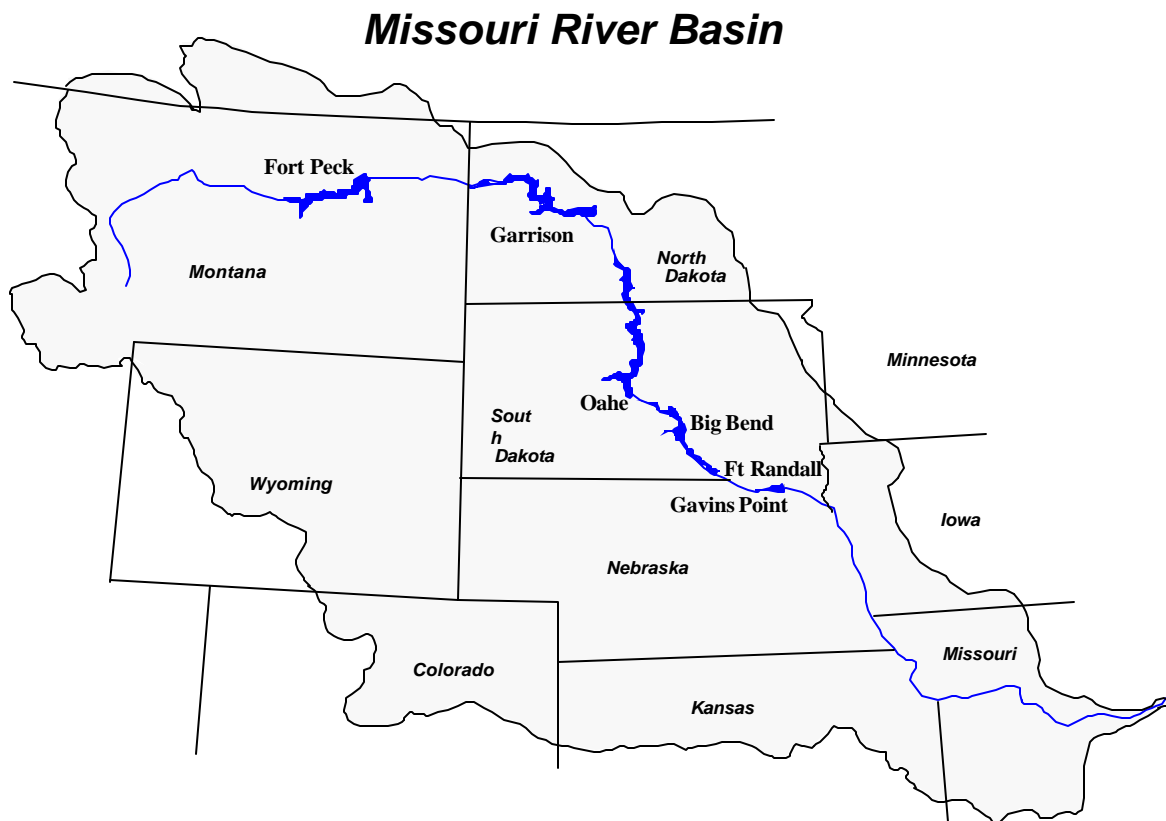 Missouri River Basin
Fort Peck
Garrison
North
Dakota
Montana
Minnesota
Oahe
Sout
h
Dakota
Big Bend
Ft Randall
Wyoming
Gavins Point
Iowa
Nebraska
Missouri
Colorado
Kansas